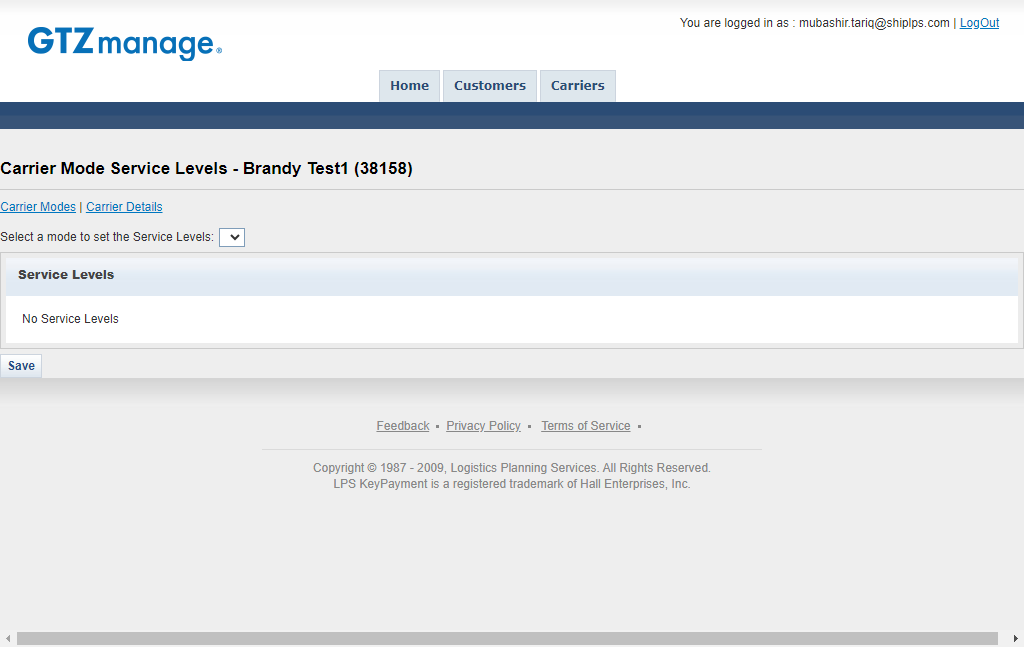 You are logged in as : mubashir.tariq@shiplps.com | LogOut
GTZmanage®
Home Customers Carriers
Carrier Mode Service Levels - Brandy Test1 (38158)
Carrier Modes | Carrier Details
Select a mode to set the Service Levels:
Service Levels
No Service Levels
Save
Feedback • Privacy Policy • Terms of Service •
Copyright © 1987 - 2009, Logistics Planning Services. All Rights Reserved.
LPS KeyPayment is a registered trademark of Hall Enterprises, Inc.